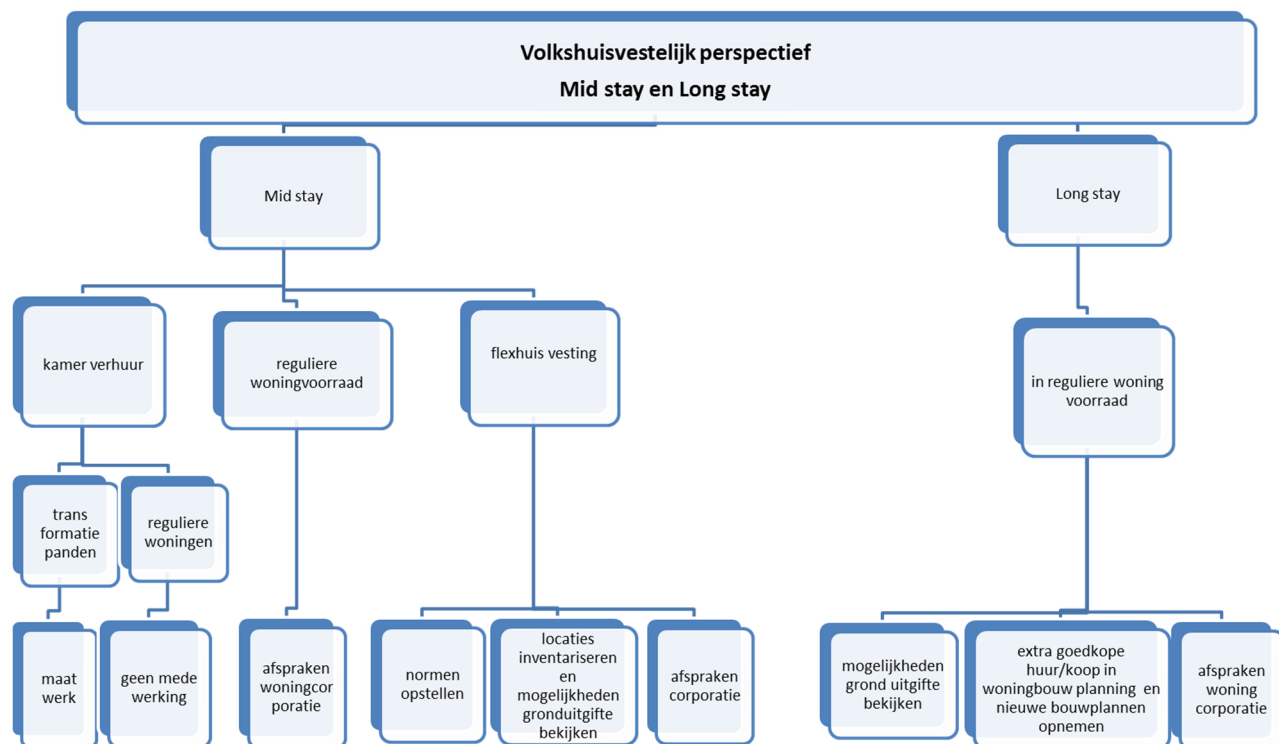 Volkshuisvestelijk perspectief
Mid stay en Long stay
Mid stay
Long stay
kamer verhuur
reguliere
woningvoorraad
flexhuis vesting
in reguliere woning
voorraad
trans
formatie
panden
reguliere
woningen
maat
werk
geen mede
werking
afspraken
woningcor
poratie
normen
opstellen
locaties
inventariseren
en
mogelijkheden
gronduitgifte
bekijken
afspraken
corporatie
mogelijkheden
grond uitgifte
bekijken
extra goedkope
huur/koop in
woningbouw planning en
nieuwe bouwplannen
opnemen
afspraken
woning
corporatie